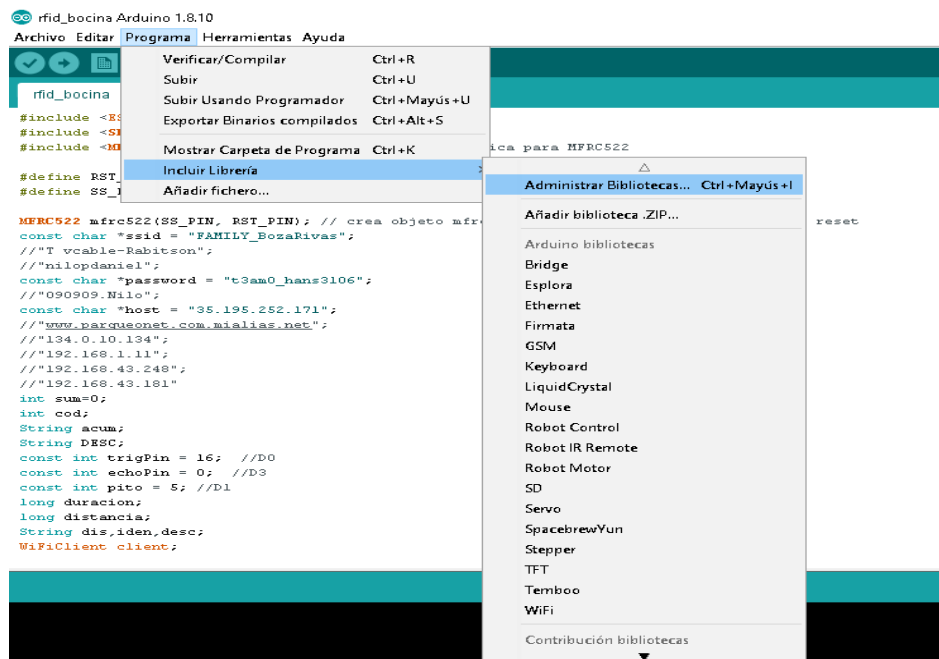 rfid_bocina Arduino 1.8.10
Archivo Editar Programa Herramientas Ayuda
Verificar/Compilar Ctrl+R
Subir Ctrl+U
Subir Usando Programador Ctrl+Mayús+U
Exportar Binarios compilados Ctrl+Alt+S
Mostrar Carpeta de Programa Ctrl+K
Incluir Librería
Añadir fichero...
Administrar Bibliotecas... Ctrl+Mayús+I
Añadir biblioteca .ZIP...
Arduino bibliotecas
Bridge
Esplora
Ethernet
Firmata
GSM
Keyboard
LiquidCrystal
Mouse
Robot Control
Robot IR Remote
Robot Motor
SD
Servo
SpacebrewYun
Stepper
TFT
Temboo
WiFi
Contribución bibliotecas
rfid_bocina
#include <ES
#include <SP
#include <MF ica para MFRC522
#define RST_
#define SS_
MFRC522 mfrc522(SS_PIN, RST_PIN); // crea objeto mfrc reset
const char *ssid = "FAMILY_BozaRivas";
//"T vcable-Rabitson";
//"nilopdaniel";
const char *password = "t3am0_hans3106";
//"090909.Nilo";
const char *host = "35.195.252.171";
//"www.parqueonet.com.mialias.net";
//"134.0.10.134";
//"192.168.1.11";
//"192.168.43.248";
//"192.168.43.181"
int sum=0;
int cod;
String acum;
String DESC;
const int trigPin = 16; //D0
const int echoPin = 0; //D3
const int pito = 5; //D1
long duracion;
long distancia;
String dis,iden,desc;
WiFiClient client;